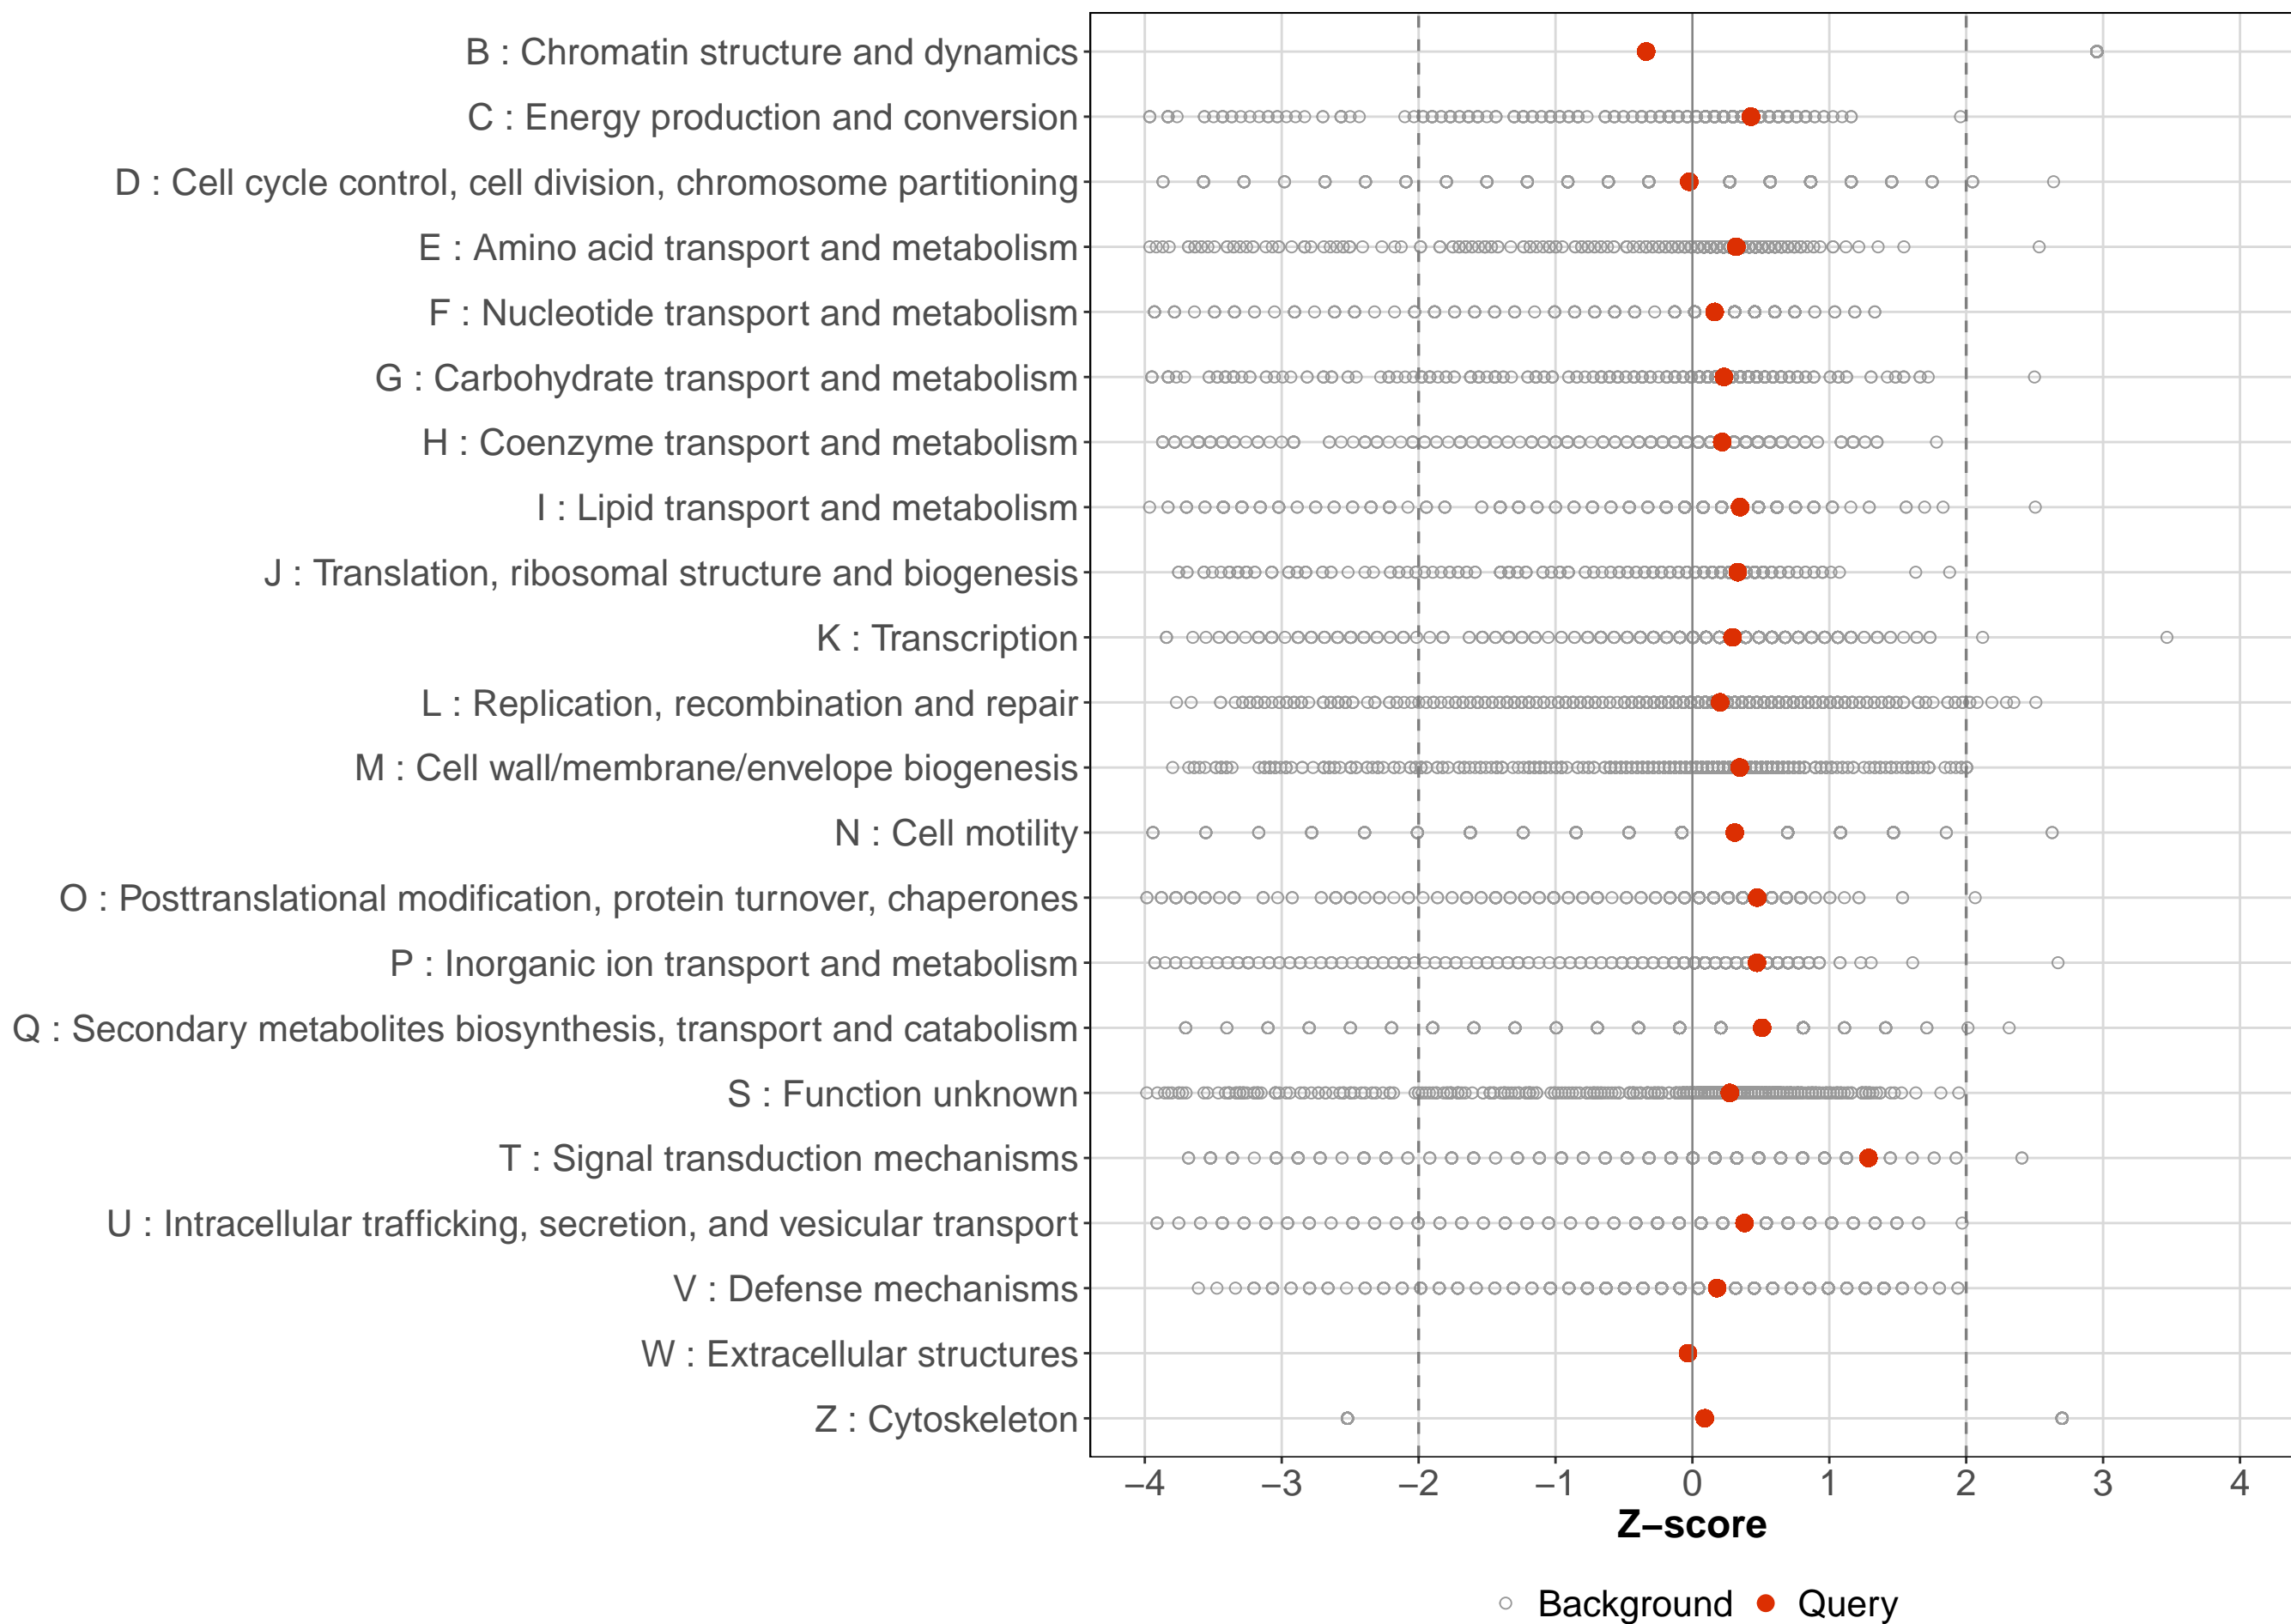 B : Chromatin structure and dynamics
C : Energy production and conversion
D : Cell cycle control, cell division, chromosome partitioning
E : Amino acid transport and metabolism
F : Nucleotide transport and metabolism
G : Carbohydrate transport and metabolism
H : Coenzyme transport and metabolism
I : Lipid transport and metabolism
J : Translation, ribosomal structure and biogenesis
K : Transcription
L : Replication, recombination and repair
M : Cell wall/membrane/envelope biogenesis
N : Cell motility
O : Posttranslational modification, protein turnover, chaperones
P : Inorganic ion transport and metabolism
Q : Secondary metabolites biosynthesis, transport and catabolism
S : Function unknown
T : Signal transduction mechanisms
U : Intracellular trafficking, secretion, and vesicular transport
V : Defense mechanisms
W : Extracellular structures
Z : Cytoskeleton
−4 −3 −2 −1 0 1 2 3 4
Z−score
Background Query